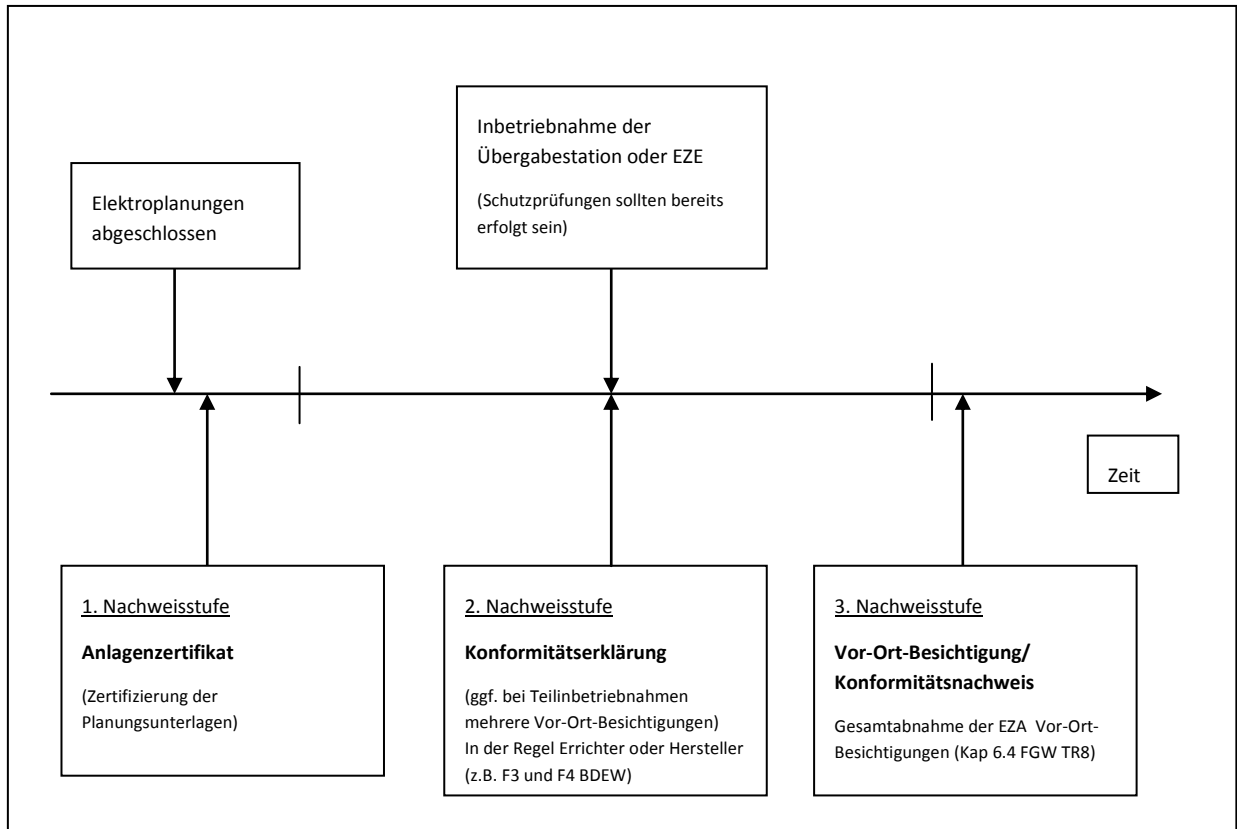 Inbetriebnahme der
Übergabestation oder EZE
(Schutzprüfungen sollten bereits
erfolgt sein)
Elektroplanungen
abgeschlossen
Zeit
1. Nachweisstufe
Anlagenzertifikat
(Zertifizierung der
Planungsunterlagen)
2. Nachweisstufe
Konformitätserklärung
(ggf. bei Teilinbetriebnahmen
mehrere Vor-Ort-Besichtigungen)
In der Regel Errichter oder Hersteller
(z.B. F3 und F4 BDEW)
3. Nachweisstufe
Vor-Ort-Besichtigung/
Konformitätsnachweis
Gesamtabnahme der EZA Vor-Ort-
Besichtigungen (Kap 6.4 FGW TR8)